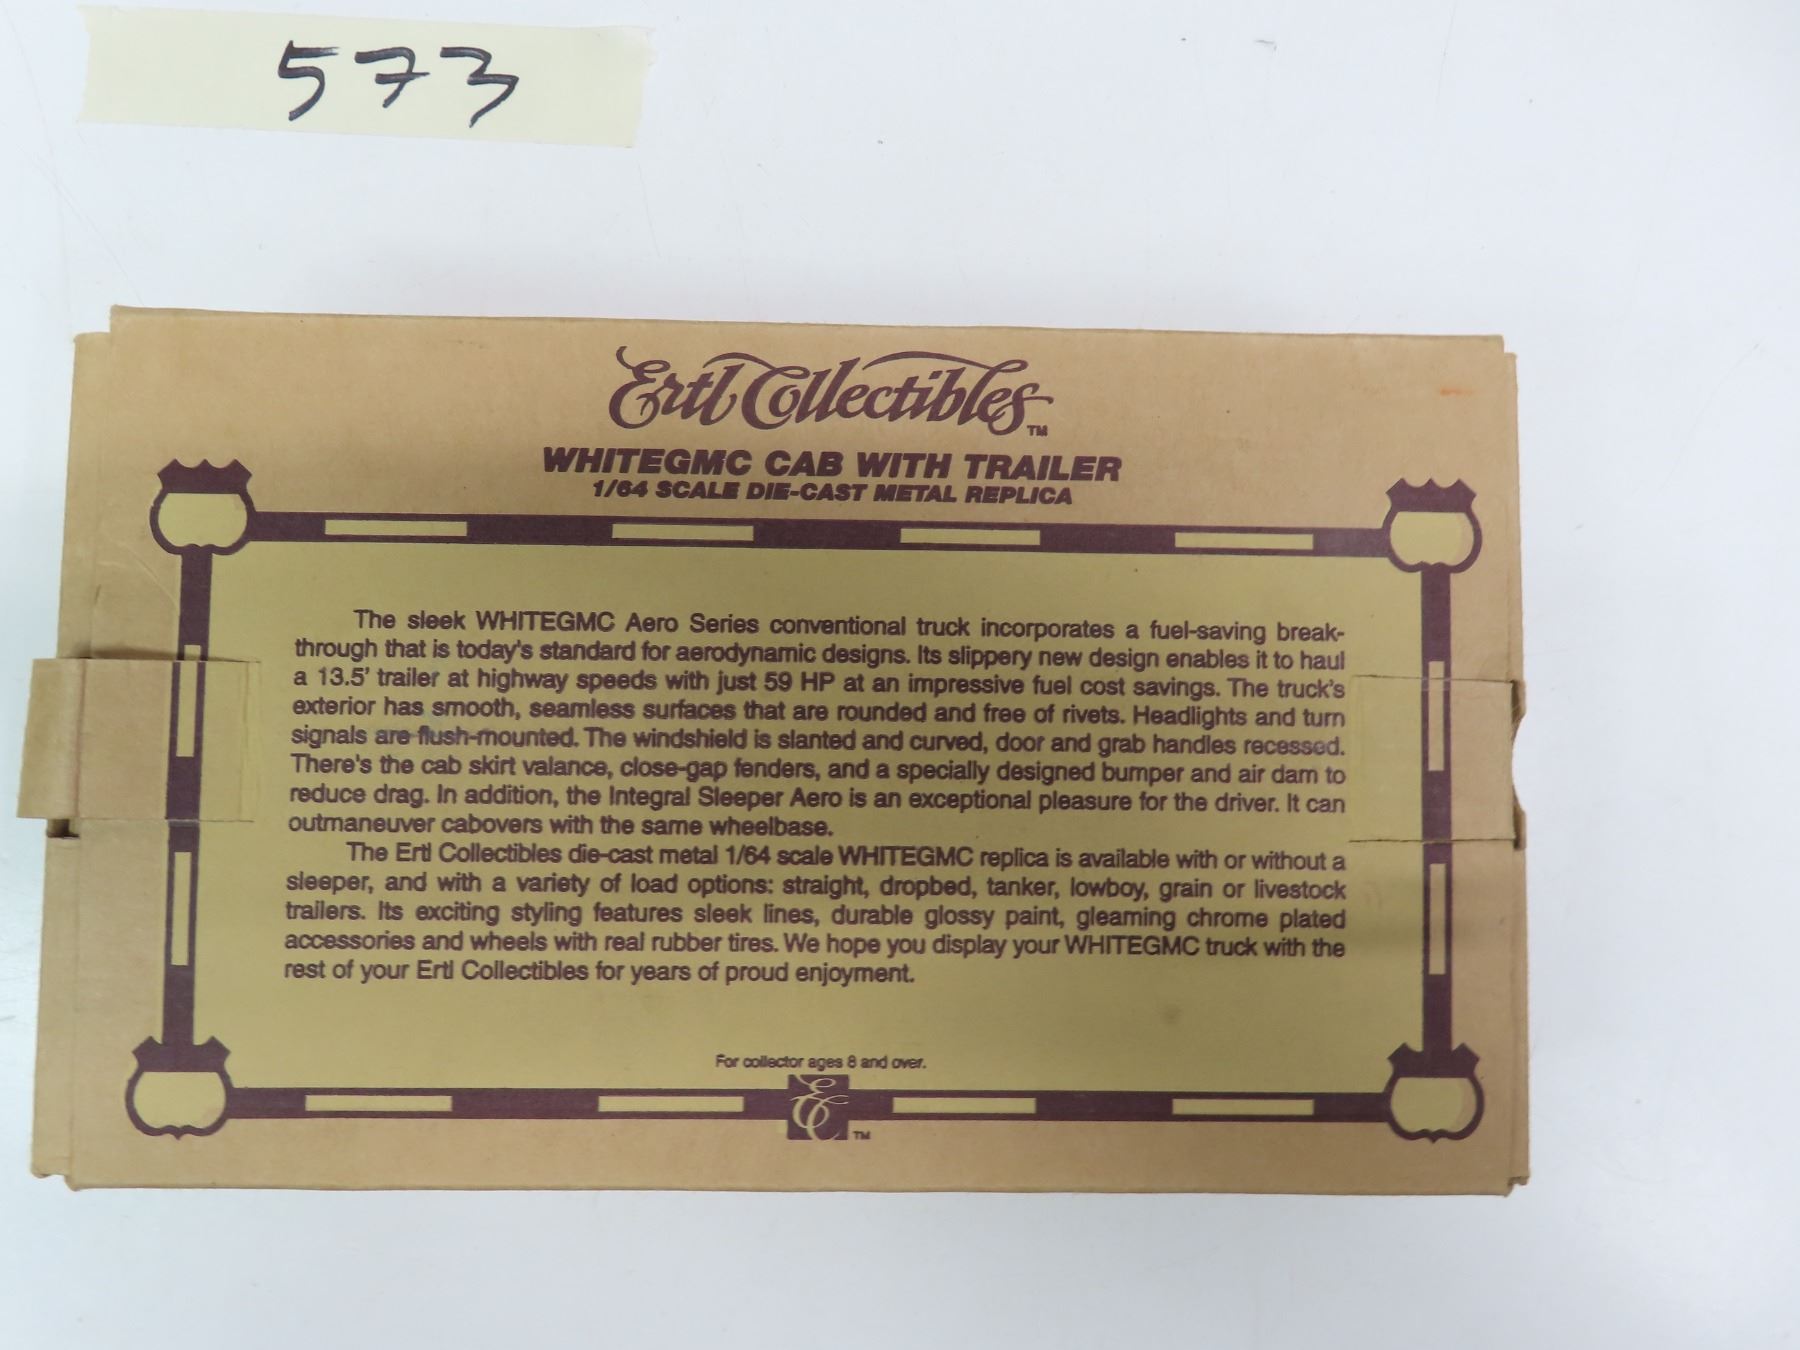 573
Ertl Collectibles™
WHITEGMC CAB WITH TRAILER
1/64 SCALE DIE-CAST METAL REPLICA
The sleek WHITEGMC Aero Series conventional truck incorporates a fuel-saving break-
through that is today's standard for aerodynamic designs. Its slippery new design enables it to haul
a 13.5' trailer at highway speeds with just 59 HP at an impressive fuel cost savings. The truck's
exterior has smooth, seamless surfaces that are rounded and free of rivets. Headlights and turn
signals are flush-mounted. The windshield is slanted and curved, door and grab handles recessed.
There's the cab skirt valance, close-gap fenders, and a specially designed bumper and air dam to
reduce drag. In addition, the Integral Sleeper Aero is an exceptional pleasure for the driver. It can
outmaneuver cabovers with the same wheelbase.
The Ertl Collectibles die-cast metal 1/64 scale WHITEGMC replica is available with or without a
sleeper, and with a variety of load options: straight, dropbed, tanker, lowboy, grain or livestock
trailers. Its exciting styling features sleek lines, durable glossy paint, gleaming chrome plated
accessories and wheels with real rubber tires. We hope you display your WHITEGMC truck with the
rest of your Ertl Collectibles for years of proud enjoyment.
For collector ages 8 and over.
EC™